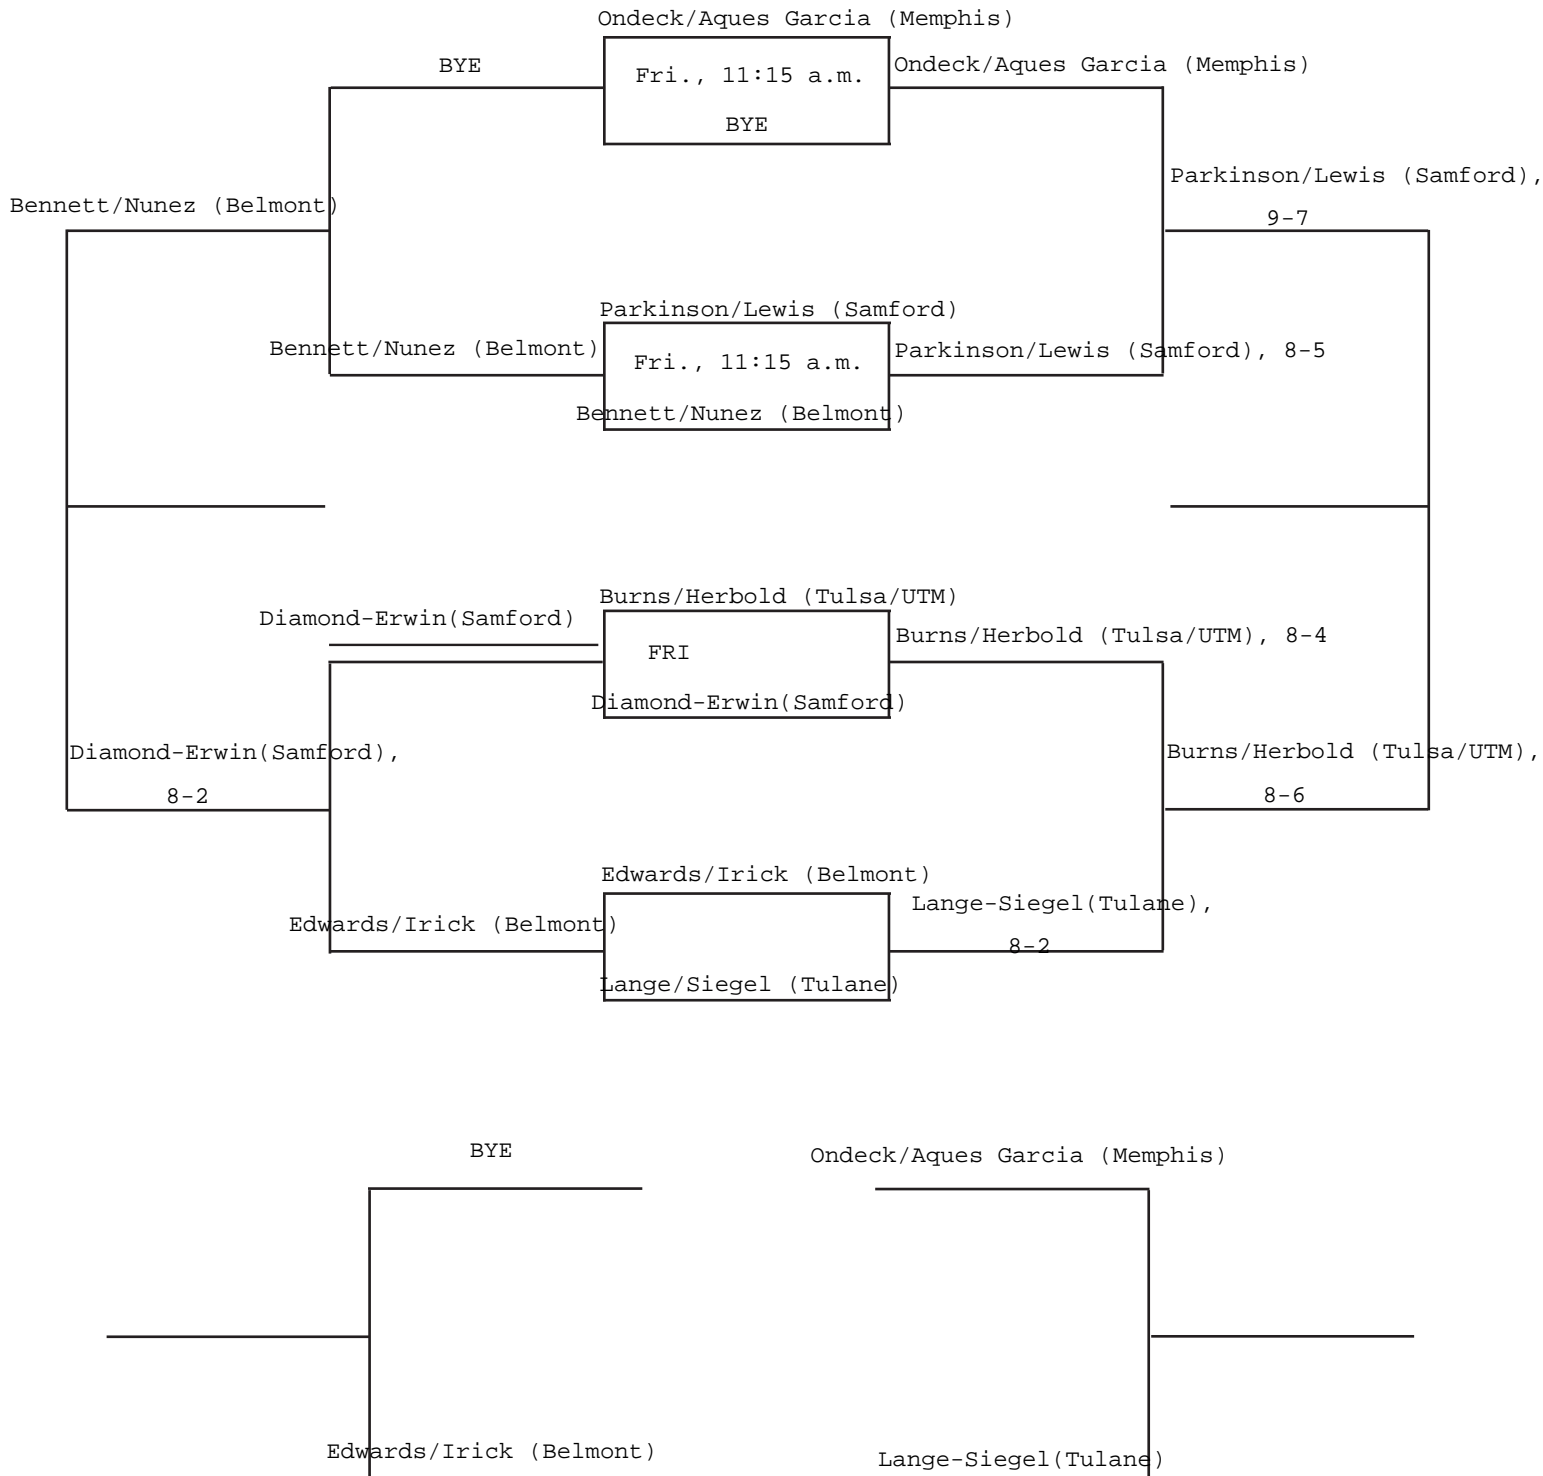 Ondeck/Aques Garcia (Memphis)
BYE
Fri., 11:15 a.m.
Ondeck/Aques Garcia (Memphis)
BYE
Bennett/Nunez (Belmont)
Parkinson/Lewis (Samford),
9-7
Parkinson/Lewis (Samford)
Bennett/Nunez (Belmont)
Fri., 11:15 a.m.
Parkinson/Lewis (Samford), 8-5
Bennett/Nunez (Belmont)
Burns/Herbold (Tulsa/UTM)
Diamond-Erwin(Samford)
FRI
Burns/Herbold (Tulsa/UTM), 8-4
Diamond-Erwin(Samford)
Diamond-Erwin(Samford),
8-2
Burns/Herbold (Tulsa/UTM),
8-6
Edwards/Irick (Belmont)
Edwards/Irick (Belmont)
Lange-Siegel(Tulane),
8-2
Lange/Siegel (Tulane)
BYE
Ondeck/Aques Garcia (Memphis)
Edwards/Irick (Belmont)
Lange-Siegel(Tulane)